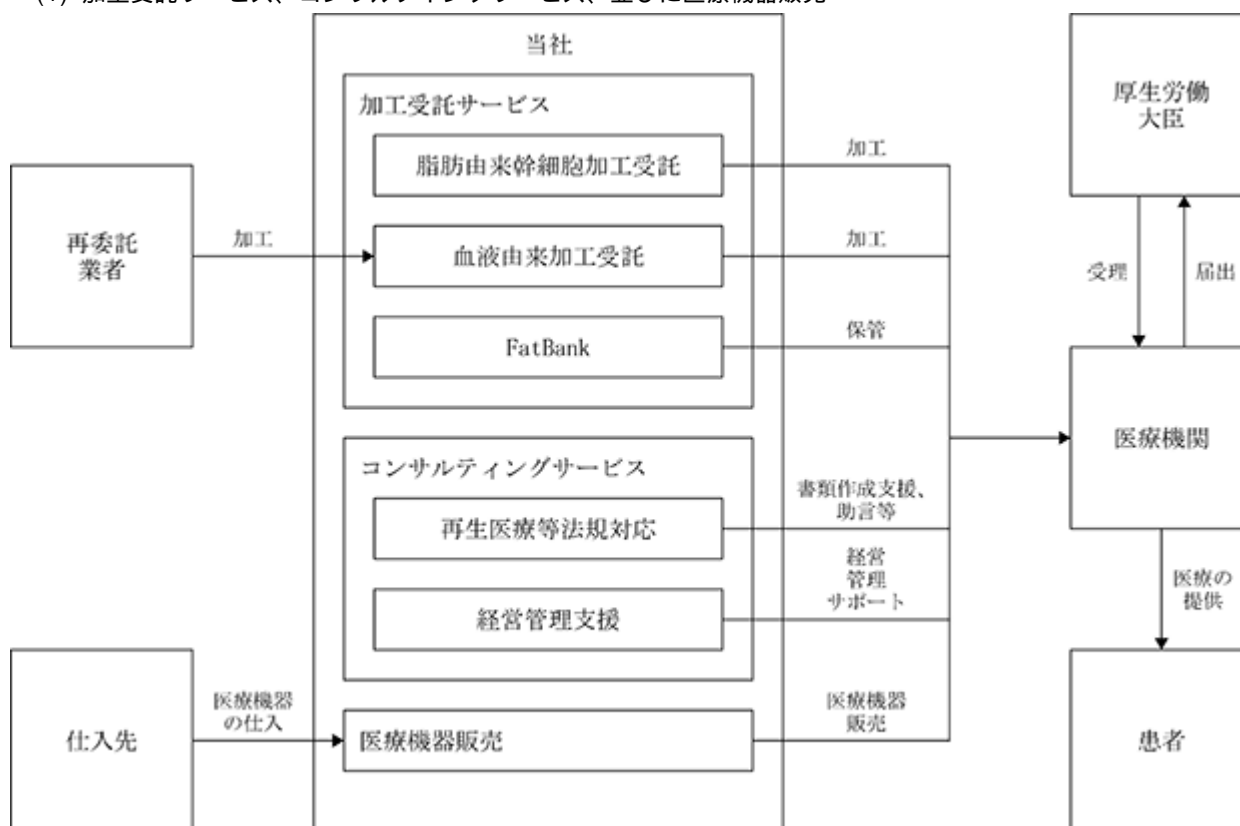 (1) 加工受託サービス、コンサルティングサービス、並びに医療機器販売
当社
加工受託サービス
脂肪由来幹細胞加工受託
血液由来加工受託
FatBank
コンサルティングサービス
再生医療等法規対応
経営管理支援
医療機器販売
再委託
業者
加工
仕入先
医療機器
の仕入
加工
加工
保管
書類作成支援、
助言等
経営
管理
サポート
医療機器
販売
厚生労働
大臣
受理
届出
医療機関
医療の
提供
患者